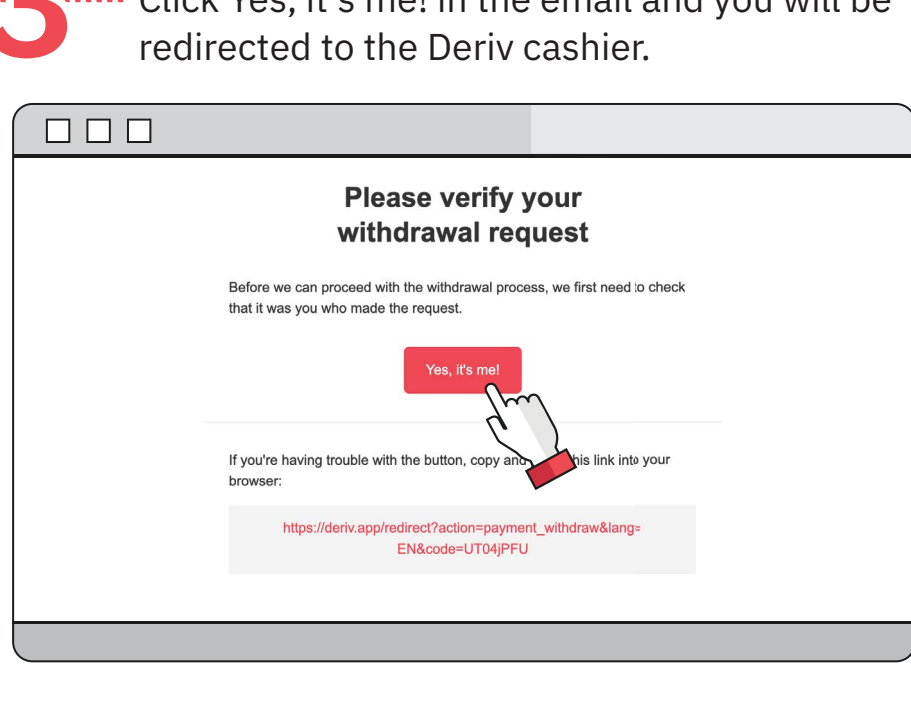 3
Click Yes, it's me! in the email and you will be
redirected to the Deriv cashier.
Please verify your
withdrawal request
Before we can proceed with the withdrawal process, we first need to check
that it was you who made the request.
Yes, it's me!
If you're having trouble with the button, copy and this link into your
browser:
https://deriv.app/redirect?action=payment_withdraw&lang=
EN&code=UT04jPFU